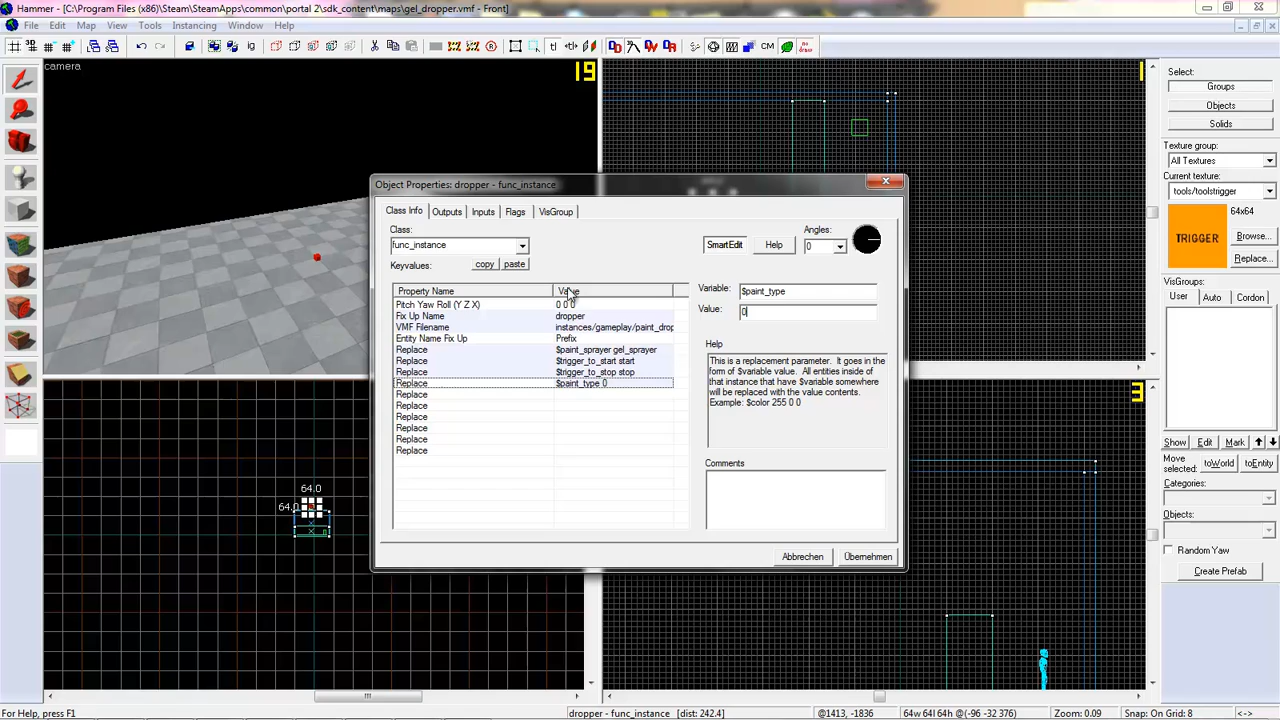 Hammer - [C:\Program Files (x86)\Steam\SteamApps\common\portal 2\sdk_content\maps\gel_dropper.vmf - Front]
File Edit Map View Tools Instancing Window Help
CM
camera
19
1
3
64.0
64.0
Object Properties: dropper - func_instance
Class Info Outputs Inputs Flags VisGroup
Class:
func_instance
SmartEdit Help
Angles:
0
Keyvalues: copy paste
Property Name Value
Pitch Yaw Roll (Y Z X) 0 0 0
Fix Up Name dropper
VMF Filename instances/gameplay/paint_drop
Entity Name Fix Up Prefix
Replace $paint_sprayer gel_sprayer
Replace $trigger_to_start start
Replace $trigger_to_stop stop
Replace $paint_type 0
Replace
Replace
Replace
Replace
Replace
Replace
Variable: $paint_type
Value: 0
Help
This is a replacement parameter. It goes in the
form of $variable value. All entities inside of
that instance that have $variable somewhere
will be replaced with the value contents.
Example: $color 255 0 0
Comments
Abbrechen Übernehmen
Select:
Groups
Objects
Solids
Texture group:
All Textures
Current texture:
tools/toolstrigger
TRIGGER
64x64
Browse...
Replace...
VisGroups:
User Auto Cordon
Show Edit Mark
Move
selected:
toWorld toEntity
Categories:
Objects:
Random Yaw
Create Prefab
For Help, press F1
dropper - func_instance [dist: 242.4]
@1413, -1836
64w 64l 64h @(-96 -32 376)
Zoom: 0.09
Snap: On Grid: 8
<->